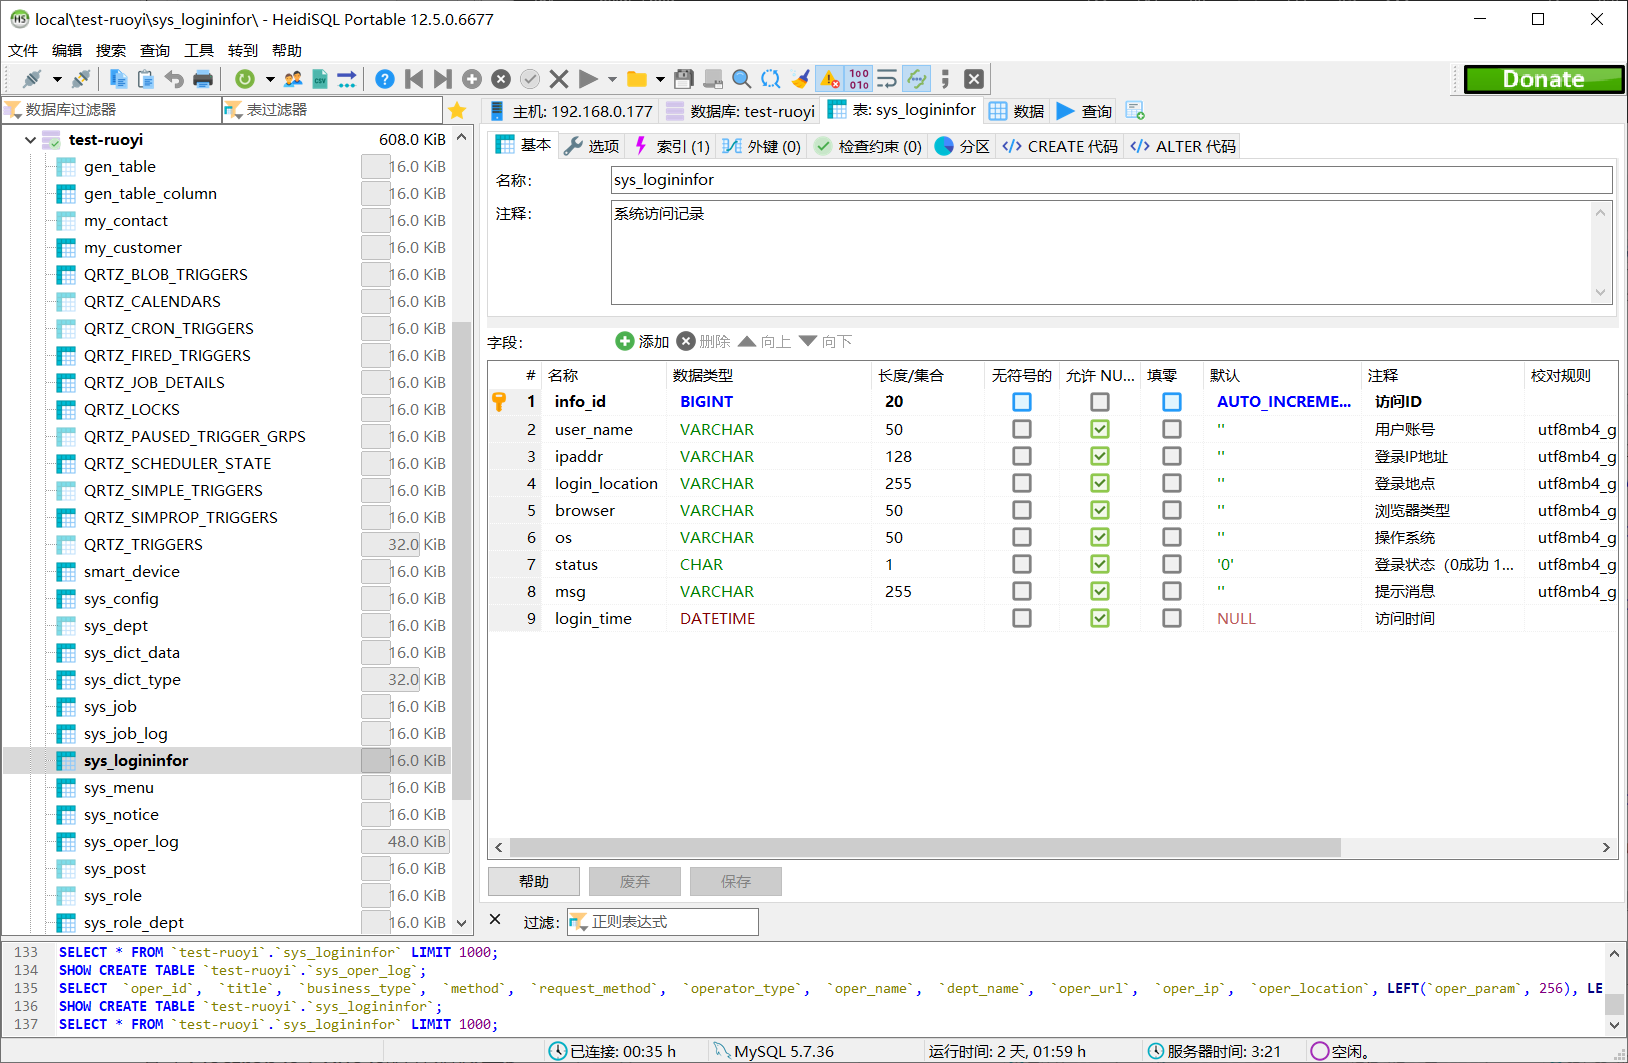 local\test-ruoyi\sys_logininfor\ - HeidiSQL Portable 12.5.0.6677
文件 编辑 搜索 查询 工具 转到 帮助
Donate
数据库过滤器 表过滤器
主机: 192.168.0.177 数据库: test-ruoyi 表: sys_logininfor 数据 查询
test-ruoyi 608.0 KiB
gen_table 16.0 KiB
gen_table_column 16.0 KiB
my_contact 16.0 KiB
my_customer 16.0 KiB
QRTZ_BLOB_TRIGGERS 16.0 KiB
QRTZ_CALENDARS 16.0 KiB
QRTZ_CRON_TRIGGERS 16.0 KiB
QRTZ_FIRED_TRIGGERS 16.0 KiB
QRTZ_JOB_DETAILS 16.0 KiB
QRTZ_LOCKS 16.0 KiB
QRTZ_PAUSED_TRIGGER_GRPS 16.0 KiB
QRTZ_SCHEDULER_STATE 16.0 KiB
QRTZ_SIMPLE_TRIGGERS 16.0 KiB
QRTZ_SIMPROP_TRIGGERS 16.0 KiB
QRTZ_TRIGGERS 32.0 KiB
smart_device 16.0 KiB
sys_config 16.0 KiB
sys_dept 16.0 KiB
sys_dict_data 16.0 KiB
sys_dict_type 32.0 KiB
sys_job 16.0 KiB
sys_job_log 16.0 KiB
sys_logininfor 16.0 KiB
sys_menu 16.0 KiB
sys_notice 16.0 KiB
sys_oper_log 48.0 KiB
sys_post 16.0 KiB
sys_role 16.0 KiB
sys_role_dept 16.0 KiB
基本 选项 索引 (1) 外键 (0) 检查约束 (0) 分区 CREATE 代码 ALTER 代码
名称: sys_logininfor
注释: 系统访问记录
字段: 添加 删除 向上 向下
# 名称 数据类型 长度/集合 无符号的 允许 NU... 填零 默认 注释 校对规则
1 info_id BIGINT 20 AUTO_INCREME... 访问ID
2 user_name VARCHAR 50 '' 用户账号 utf8mb4_g
3 ipaddr VARCHAR 128 '' 登录IP地址 utf8mb4_g
4 login_location VARCHAR 255 '' 登录地点 utf8mb4_g
5 browser VARCHAR 50 '' 浏览器类型 utf8mb4_g
6 os VARCHAR 50 '' 操作系统 utf8mb4_g
7 status CHAR 1 '0' 登录状态（0成功 1... utf8mb4_g
8 msg VARCHAR 255 '' 提示消息 utf8mb4_g
9 login_time DATETIME NULL 访问时间
帮助 废弃 保存
过滤: 正则表达式
133 SELECT * FROM `test-ruoyi`.`sys_logininfor` LIMIT 1000;
134 SHOW CREATE TABLE `test-ruoyi`.`sys_oper_log`;
135 SELECT `oper_id`, `title`, `business_type`, `method`, `request_method`, `operator_type`, `oper_name`, `dept_name`, `oper_url`, `oper_ip`, `oper_location`, LEFT(`oper_param`, 256), LE
136 SHOW CREATE TABLE `test-ruoyi`.`sys_logininfor`;
137 SELECT * FROM `test-ruoyi`.`sys_logininfor` LIMIT 1000;
已连接: 00:35 h MySQL 5.7.36 运行时间: 2 天, 01:59 h 服务器时间: 3:21 空闲。